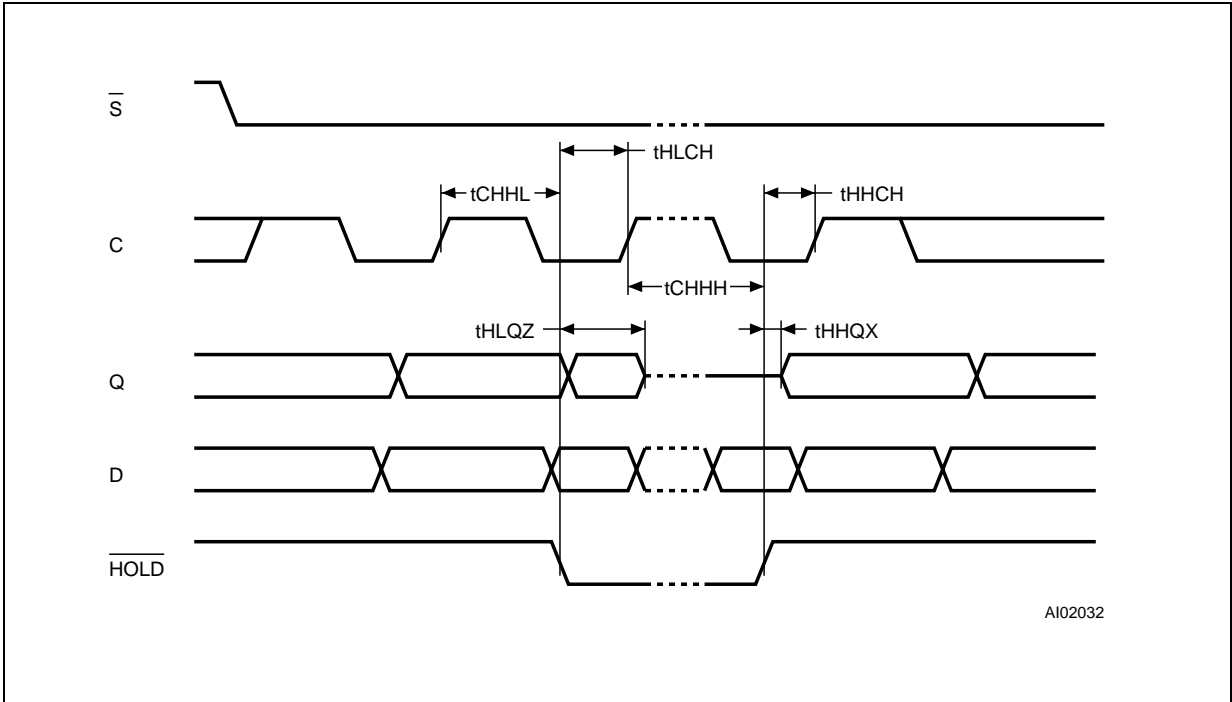 S
tHLCH
tCHHL
tHHCH
C
tCHHH
tHLQZ
tHHQX
Q
D
HOLD
AI02032